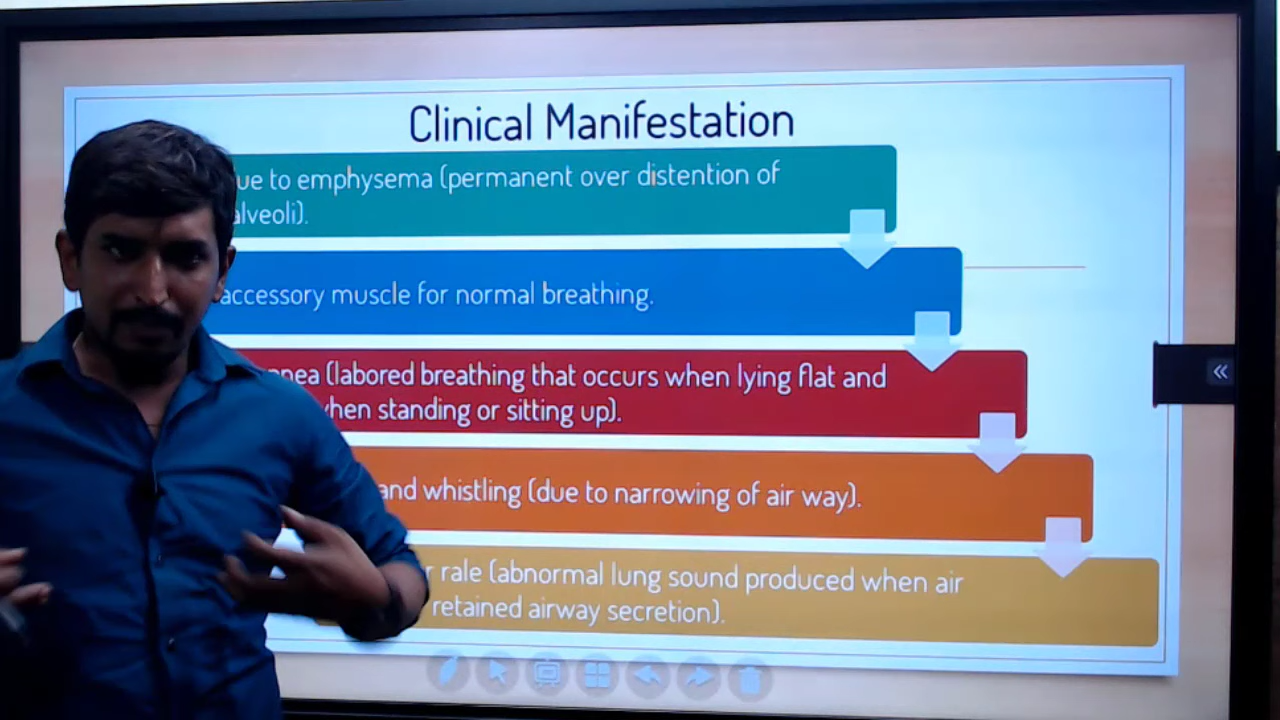 Clinical Manifestation
ue to emphysema (permanent over distention of
alveoli).
accessory muscle for normal breathing.
nea (labored breathing that occurs when lying flat and
when standing or sitting up).
and whistling (due to narrowing of air way).
r rale (abnormal lung sound produced when air
retained airway secretion).